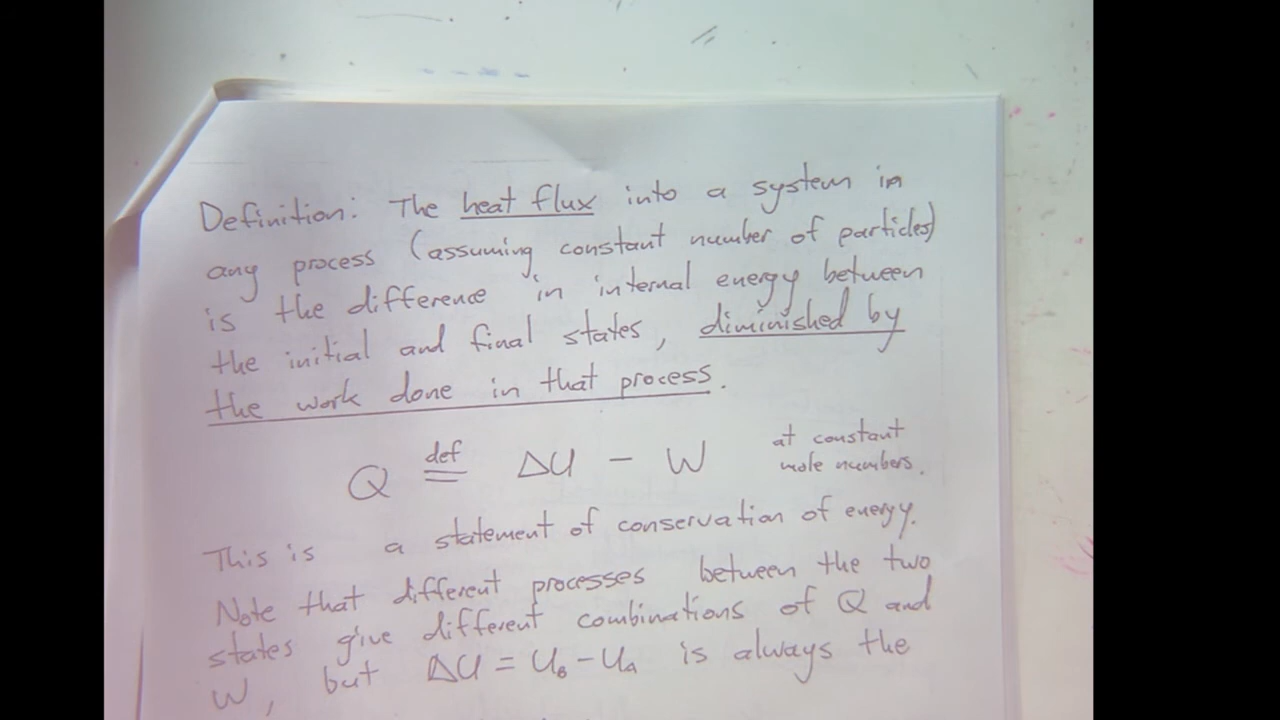 Definition: The heat flux into a system in
any process (assuming constant number of particles)
is the difference in internal energy between
the initial and final states, diminished by
the work done in that process.
Q def= ΔU − W at constant
mole numbers.
This is a statement of conservation of energy.
Note that different processes between the two
states give different combinations of Q and
W, but ΔU = U_B − U_A is always the